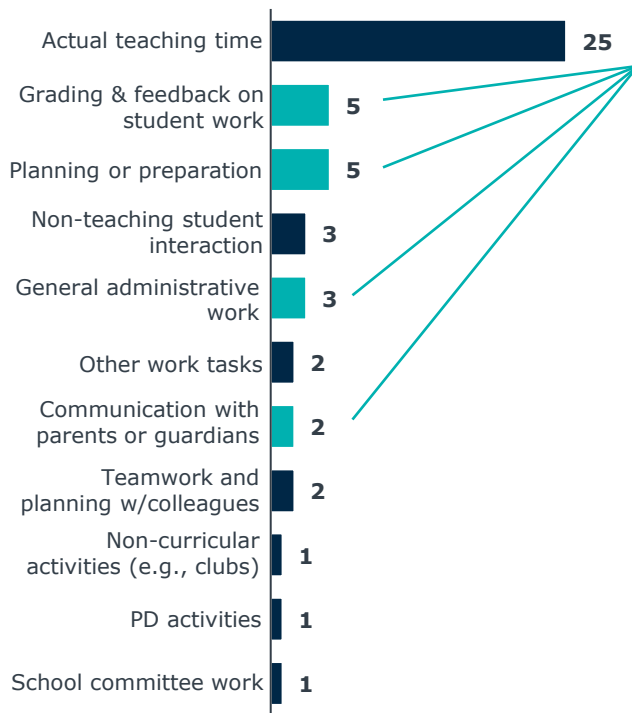 Actual teaching time
25
Grading & feedback on
student work
5
Planning or preparation
5
Non-teaching student
interaction
3
General administrative
work
3
Other work tasks
2
Communication with
parents or guardians
2
Teamwork and
planning w/colleagues
2
Non-curricular
activities (e.g., clubs)
1
PD activities
1
School committee work
1